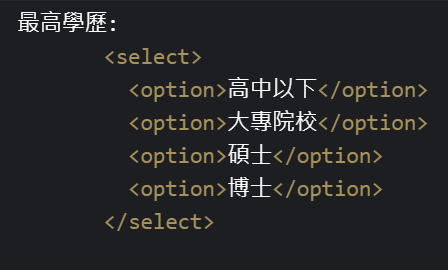 最高學歷:
<select>
<option>高中以下</option>
<option>大專院校</option>
<option>碩士</option>
<option>博士</option>
</select>